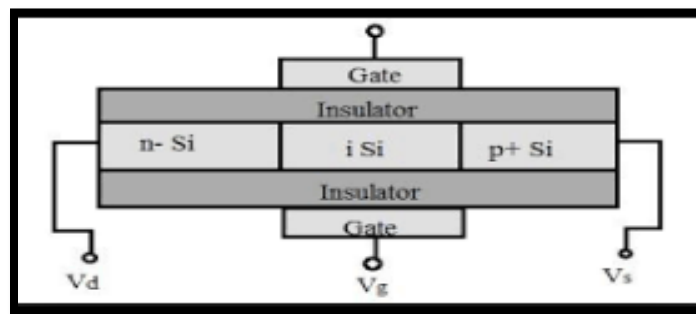 Gate
Insulator
n- Si i Si p+ Si
Insulator
Gate
Vd Vg Vs